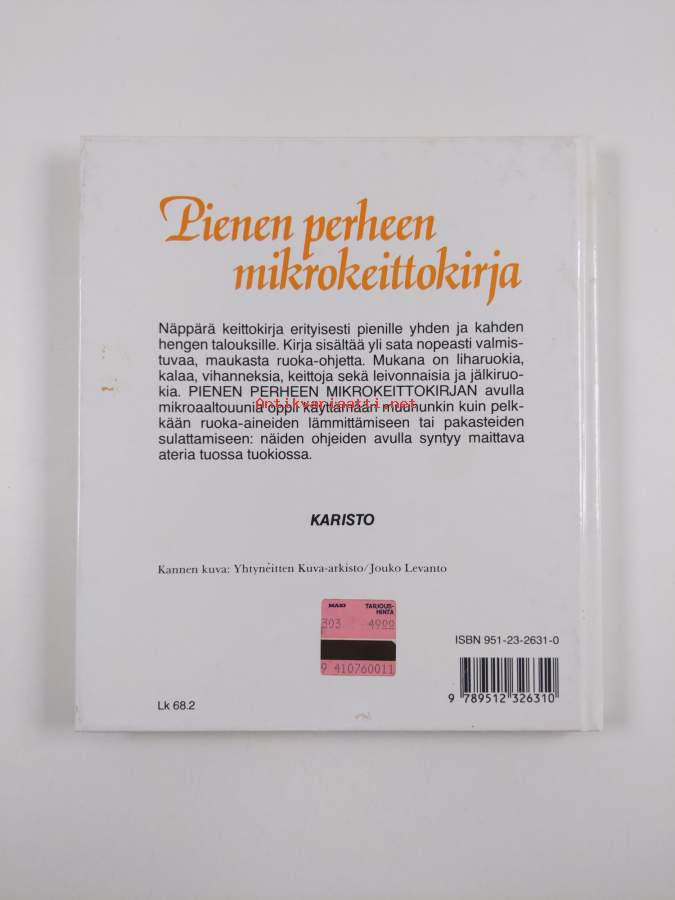 Pienen perheen
mikrokeittokirja
Näppärä keittokirja erityisesti pienille yhden ja kahden
hengen talouksille. Kirja sisältää yli sata nopeasti valmis-
tuvaa, maukasta ruoka-ohjetta. Mukana on liharuokia,
kalaa, vihanneksia, keittoja sekä leivonnaisia ja jälkiruo-
kia. PIENEN PERHEEN MIKROKEITTOKIRJAN avulla
Antikvariaatti.net
mikroaaltouunia oppii käyttämään muuhunkin kuin pelk-
kään ruoka-aineiden lämmittämiseen tai pakasteiden
sulattamiseen: näiden ohjeiden avulla syntyy maittava
ateria tuossa tuokiossa.
KARISTO
Kannen kuva: Yhtyneitten Kuva-arkisto/Jouko Levanto
MAXI TARJOUS-
HINTA
303 4900
9 410760011
ISBN 951-23-2631-0
9 789512 326310
Lk 68.2